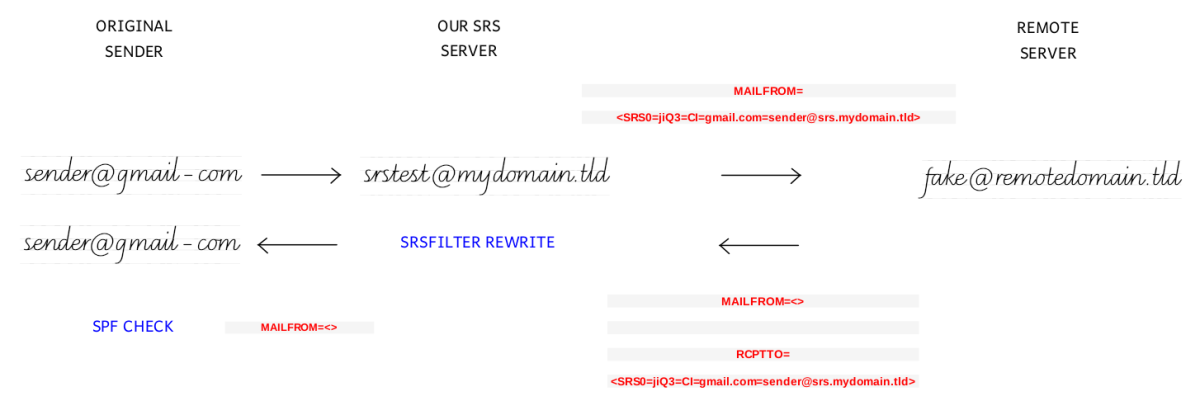 ORIGINAL
SENDER
OUR SRS
SERVER
REMOTE
SERVER
MAILFROM=
<SRS0=jiQ3=CI=gmail.com=sender@srs.mydomain.tld>
sender@gmail-com
srstest@mydomain.tld
fake@remotedomain.tld
sender@gmail-com
SRSFILTER REWRITE
MAILFROM=<>
SPF CHECK
MAILFROM=<>
RCPTTO=
<SRS0=jiQ3=CI=gmail.com=sender@srs.mydomain.tld>